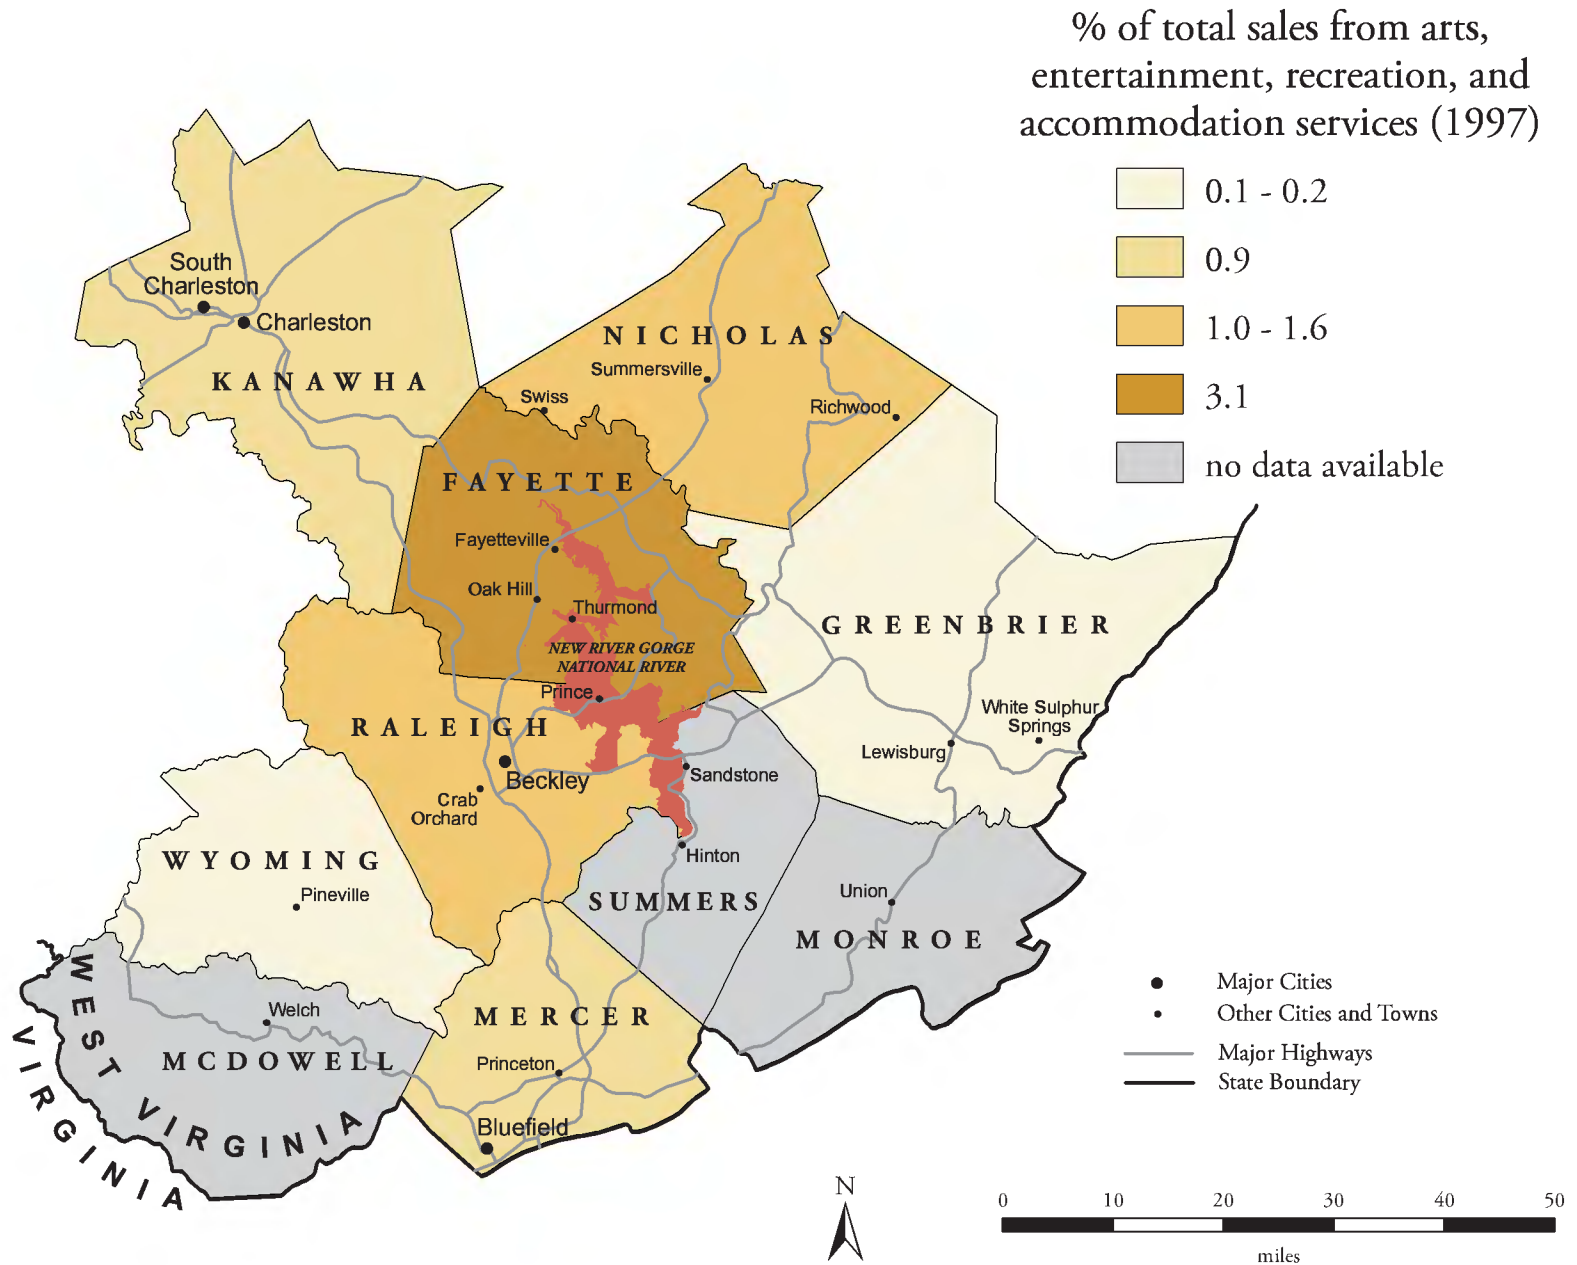 % of total sales from arts,
entertainment, recreation, and
accommodation services (1997)
0.1 - 0.2
0.9
1.0 - 1.6
3.1
no data available
South
Charleston
Charleston
KANAWHA
NICHOLAS
Summersville
Swiss
Richwood
FAYETTE
Fayetteville
Oak Hill
Thurmond
NEW RIVER GORGE
NATIONAL RIVER
Prince
GREENBRIER
White Sulphur
Springs
Lewisburg
RALEIGH
Beckley
Crab
Orchard
Sandstone
Hinton
SUMMERS
WYOMING
Pineville
Union
MONROE
MERCER
Princeton
Bluefield
Welch
MCDOWELL
WEST VIRGINIA
VIRGINIA
Major Cities
Other Cities and Towns
Major Highways
State Boundary
N
0 10 20 30 40 50
miles